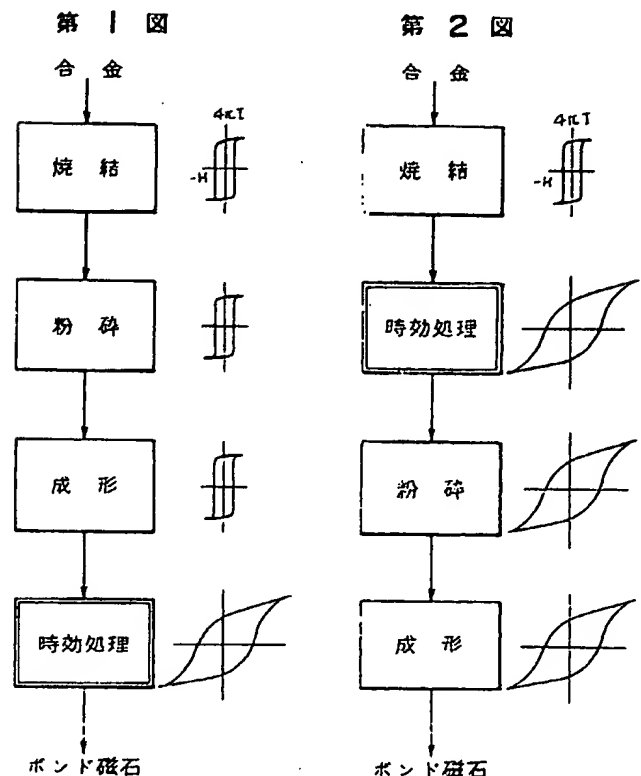 第 1 図
合 金
焼 結
4πI
-H
粉 砕
成 形
時効処理
ボンド磁石
第 2 図
合 金
焼 結
4πI
-H
時効処理
粉 砕
成 形
ボンド磁石